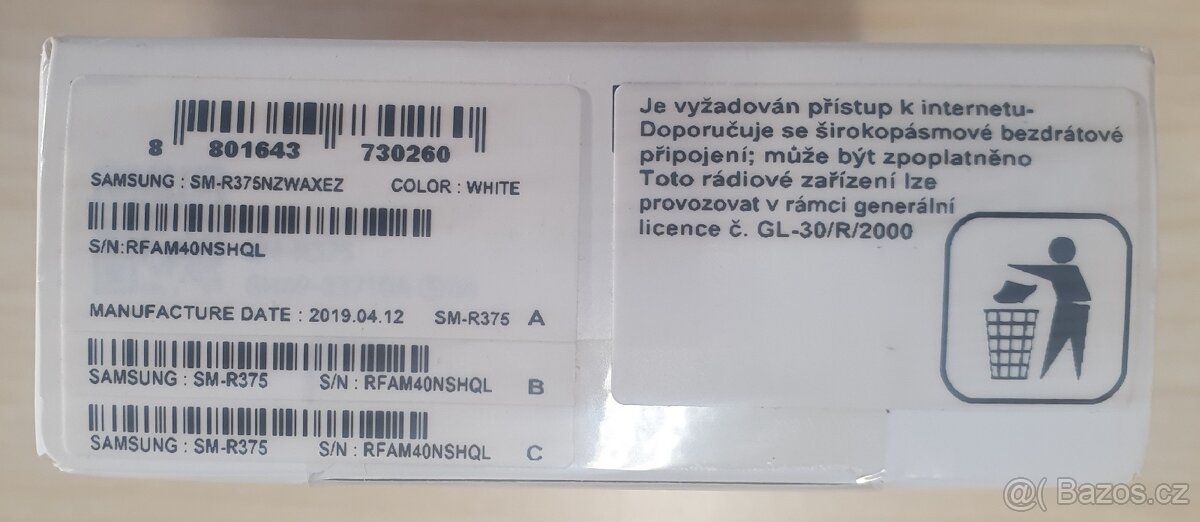 8 801643 730260
SAMSUNG : SM-R375NZWAXEZ COLOR : WHITE
S/N:RFAM40NSHQL
MANUFACTURE DATE : 2019.04.12 SM-R375 A
SAMSUNG : SM-R375 S/N : RFAM40NSHQL B
SAMSUNG : SM-R375 S/N : RFAM40NSHQL C
Je vyžadován přístup k internetu-
Doporučuje se širokopásmové bezdrátové
připojení; může být zpoplatněno
Toto rádiové zařízení lze
provozovat v rámci generální
licence č. GL-30/R/2000
@( Bazos.cz